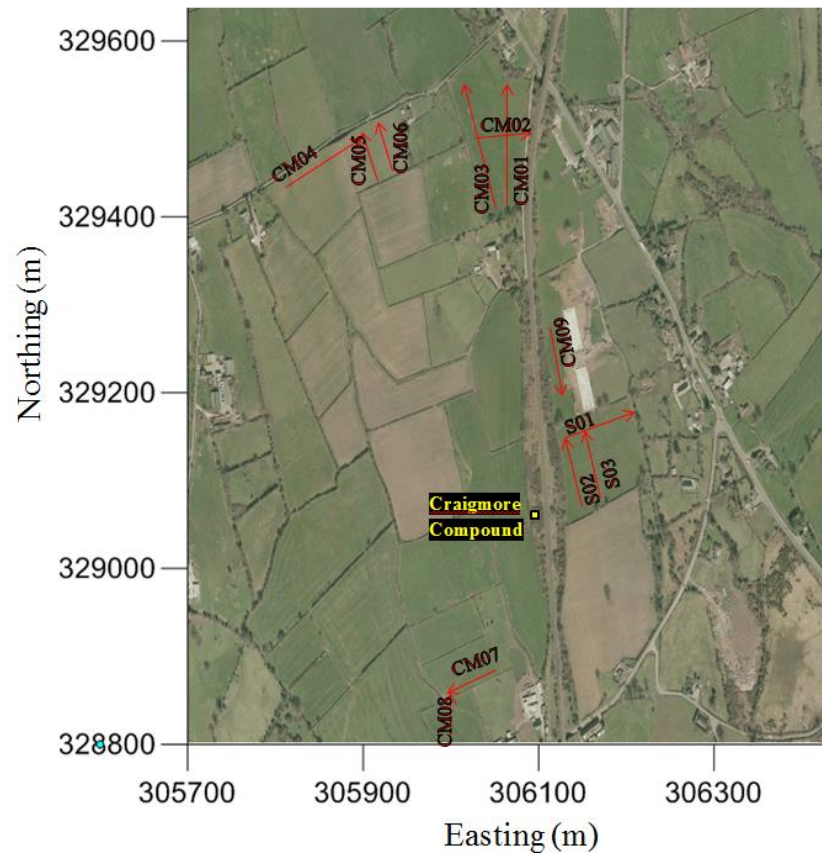 329600
CM02
CM06
CM05
CM04
CM03
CM01
329400
CM09
Northing (m)
329200
S01
S03
S02
Craigmore
Compound
329000
CM07
CM08
328800
305700
305900
306100
306300
Easting (m)